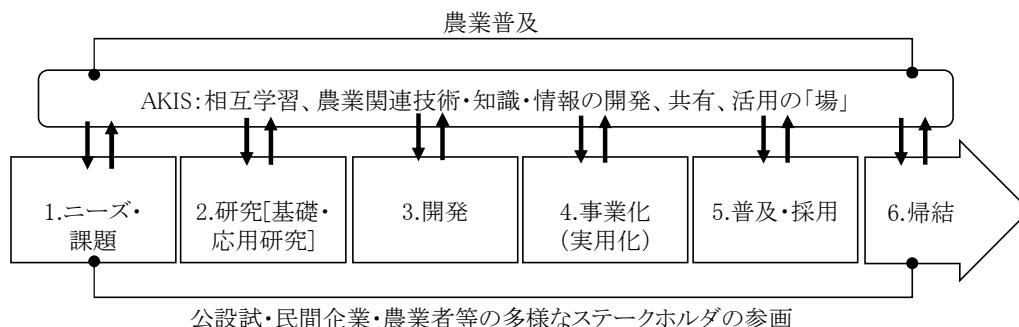 農業普及
AKIS:相互学習、農業関連技術・知識・情報の開発、共有、活用の「場」
1.ニーズ・
課題
2.研究[基礎・
応用研究]
3.開発
4.事業化
(実用化)
5.普及・採用
6.帰結
公設試・民間企業・農業者等の多様なステークホルダの参画